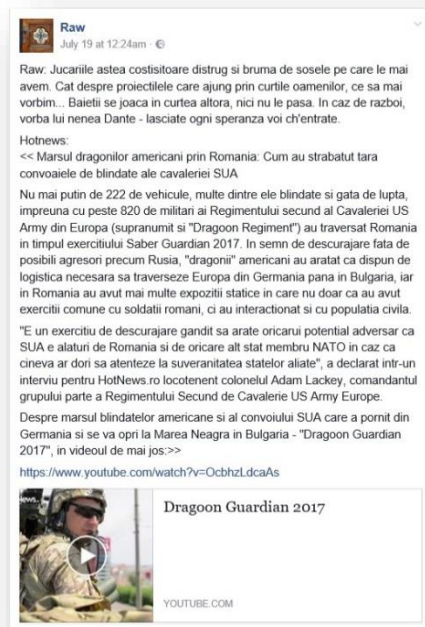 Raw
July 19 at 12:24am ·
Raw: Jucariile astea costisitoare distrug si bruma de sosele pe care le mai
avem. Cat despre proiectilele care ajung prin curtile oamenilor, ce sa mai
vorbim... Baietii se joaca in curtea altora, nici nu le pasa. In caz de razboi,
vorba lui nenea Dante - lasciate ogni speranza voi ch'entrate.
Hotnews:
<< Marsul dragonilor americani prin Romania: Cum au strabatut tara
convoaiele de blindate ale cavaleriei SUA
Nu mai putin de 222 de vehicule, multe dintre ele blindate si gata de lupta,
impreuna cu peste 820 de militari ai Regimentului secund al Cavaleriei US
Army din Europa (supranumit si "Dragoon Regiment") au traversat Romania
in timpul exercitiului Saber Guardian 2017. In semn de descurajare fata de
posibili agresori precum Rusia, "dragonii" americani au aratat ca dispun de
logistica necesara sa traverseze Europa din Germania pana in Bulgaria, iar
in Romania au avut mai multe expozitii statice in care nu doar ca au avut
exercitii comune cu soldatii romani, ci au interactionat si cu populatia civila.
"E un exercitiu de descurajare gandit sa arate oricarui potential adversar ca
SUA e alaturi de Romania si de oricare alt stat membru NATO in caz ca
cineva ar dori sa atenteze la suveranitatea statelor aliate", a declarat intr-un
interviu pentru HotNews.ro locotenent colonelul Adam Lackey, comandantul
grupului parte a Regimentului Secund de Cavalerie US Army Europe.
Despre marsul blindatelor americane si al convoiului SUA care a pornit din
Germania si se va opri la Marea Neagra in Bulgaria - "Dragoon Guardian
2017", in videoul de mai jos:>>
https://www.youtube.com/watch?v=OcbhzLdcaAs
Dragoon Guardian 2017
YOUTUBE.COM